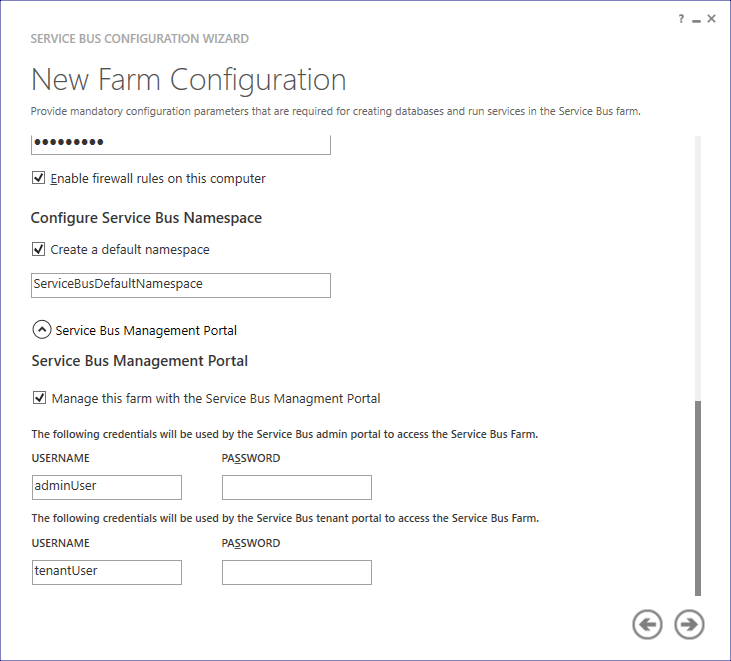 ?
SERVICE BUS CONFIGURATION WIZARD
New Farm Configuration
Provide mandatory configuration parameters that are required for creating databases and run services in the Service Bus farm.
●●●●●●●●●
Enable firewall rules on this computer
Configure Service Bus Namespace
Create a default namespace
ServiceBusDefaultNamespace
Service Bus Management Portal
Service Bus Management Portal
Manage this farm with the Service Bus Managment Portal
The following credentials will be used by the Service Bus admin portal to access the Service Bus Farm.
USERNAME PASSWORD
adminUser
The following credentials will be used by the Service Bus tenant portal to access the Service Bus Farm.
USERNAME PASSWORD
tenantUser